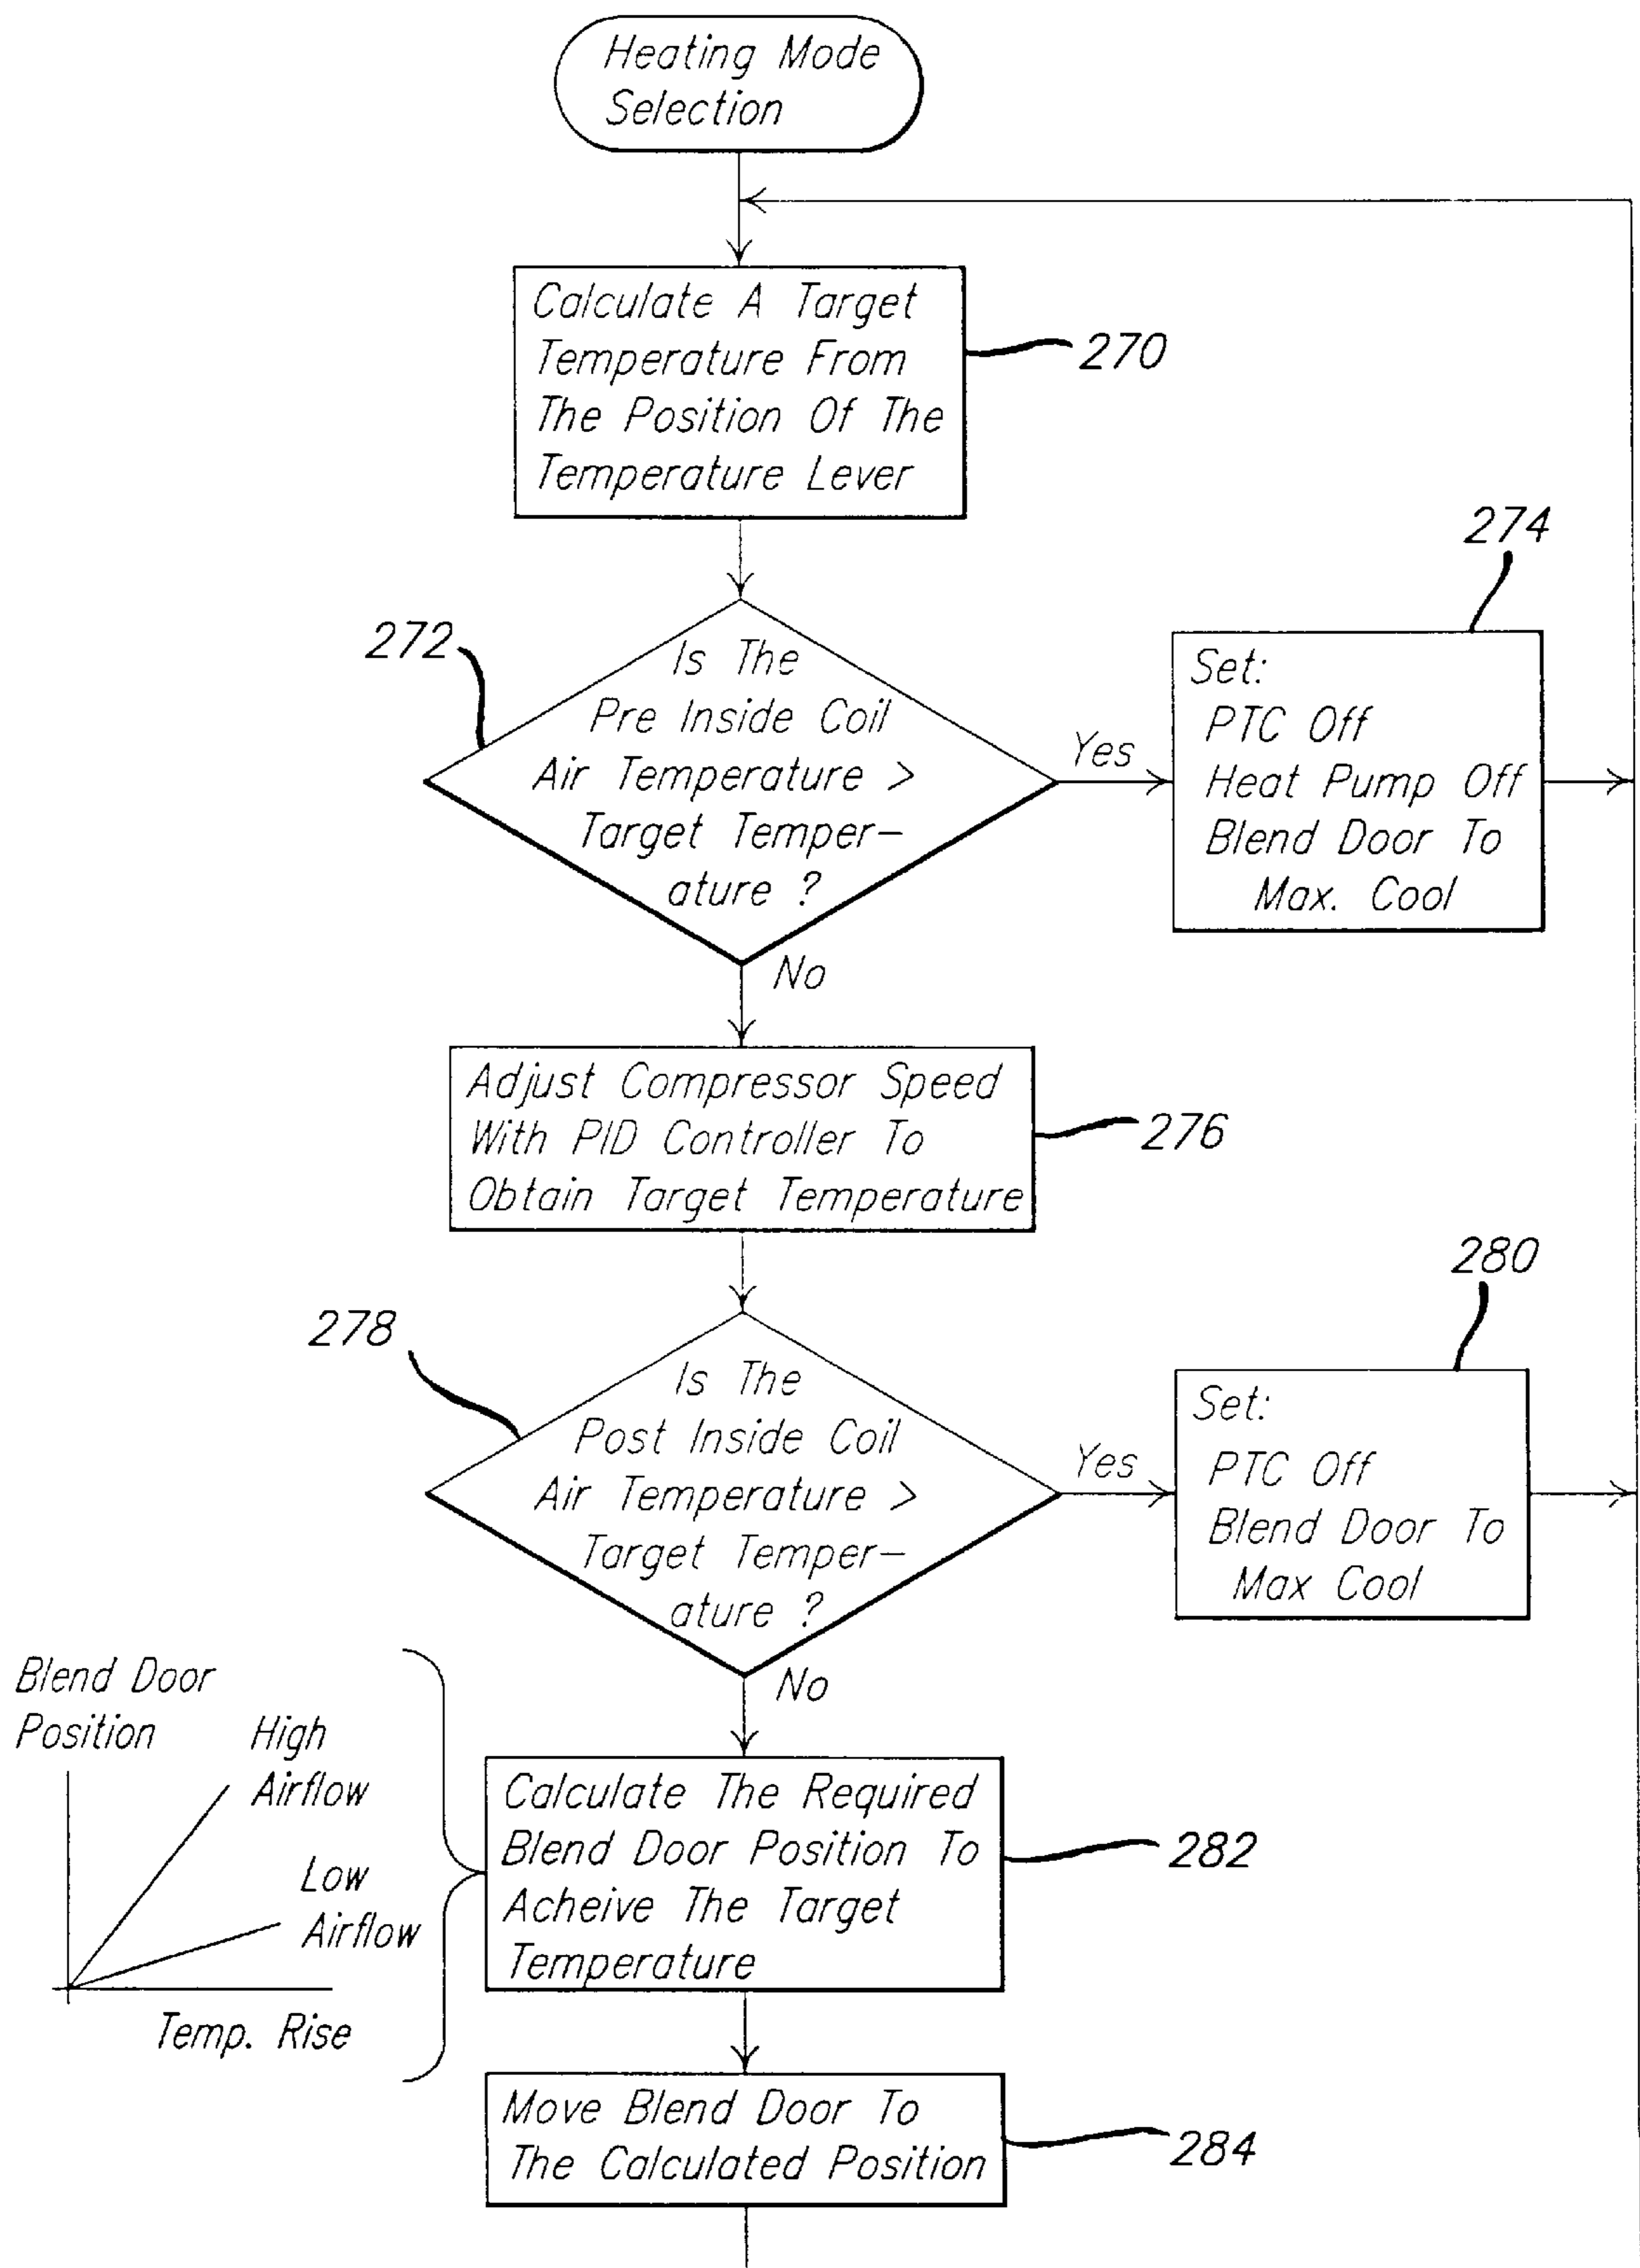 Heating Mode
Selection
Calculate A Target
Temperature From
The Position Of The
Temperature Lever
270
272
Is The
Pre Inside Coil
Air Temperature >
Target Temper-
ature ?
Yes
274
Set:
PTC Off
Heat Pump Off
Blend Door To
Max. Cool
No
Adjust Compressor Speed
With PID Controller To
Obtain Target Temperature
276
278
Is The
Post Inside Coil
Air Temperature >
Target Temper-
ature ?
Yes
280
Set:
PTC Off
Blend Door To
Max Cool
No
Blend Door
Position
High
Airflow
Low
Airflow
Temp. Rise
Calculate The Required
Blend Door Position To
Acheive The Target
Temperature
282
Move Blend Door To
The Calculated Position
284